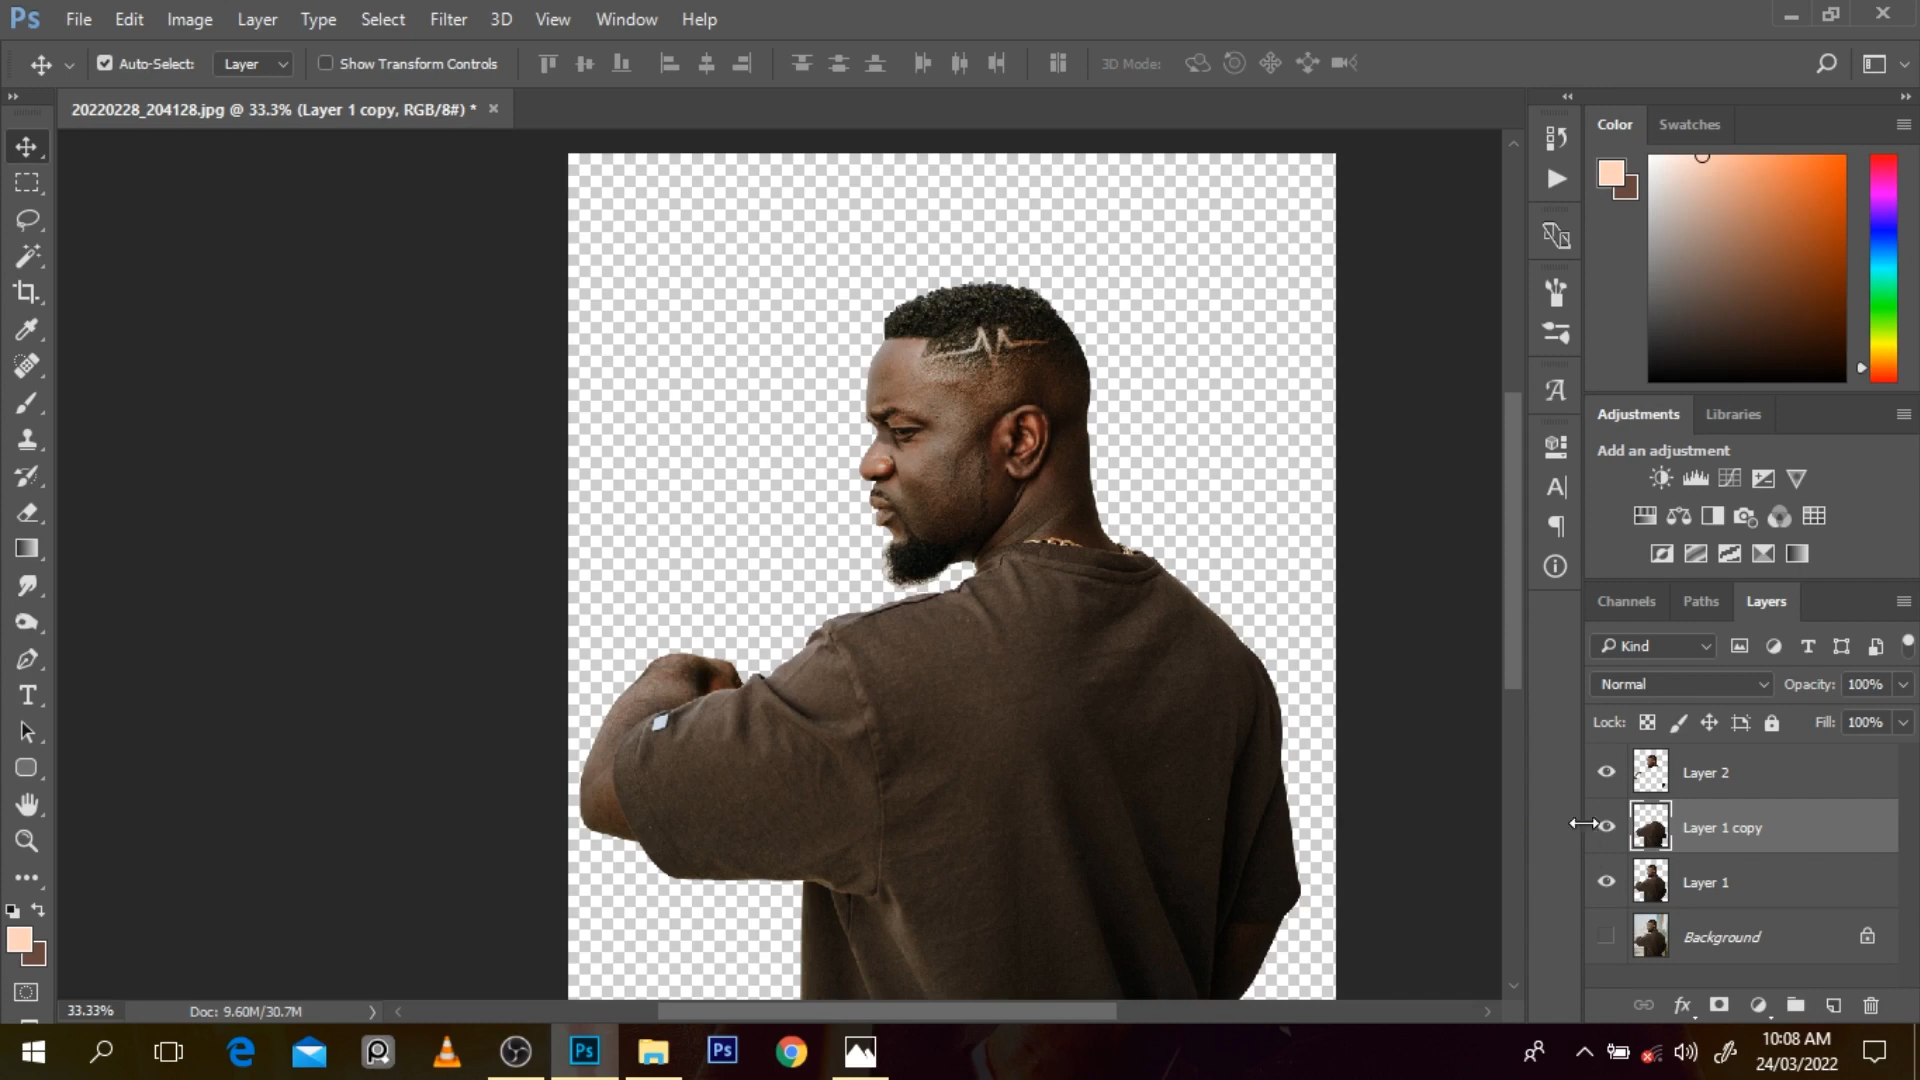 Ps File Edit Image Layer Type Select Filter 3D View Window Help
Auto-Select: Layer Show Transform Controls 3D Mode:
20220228_204128.jpg @ 33.3% (Layer 1 copy, RGB/8#) *
Color Swatches
Adjustments Libraries
Add an adjustment
Channels Paths Layers
Kind
Normal Opacity: 100%
Lock: Fill: 100%
Layer 2
Layer 1 copy
Layer 1
Background
33.33% Doc: 9.60M/30.7M
Ps Ps
10:08 AM
24/03/2022